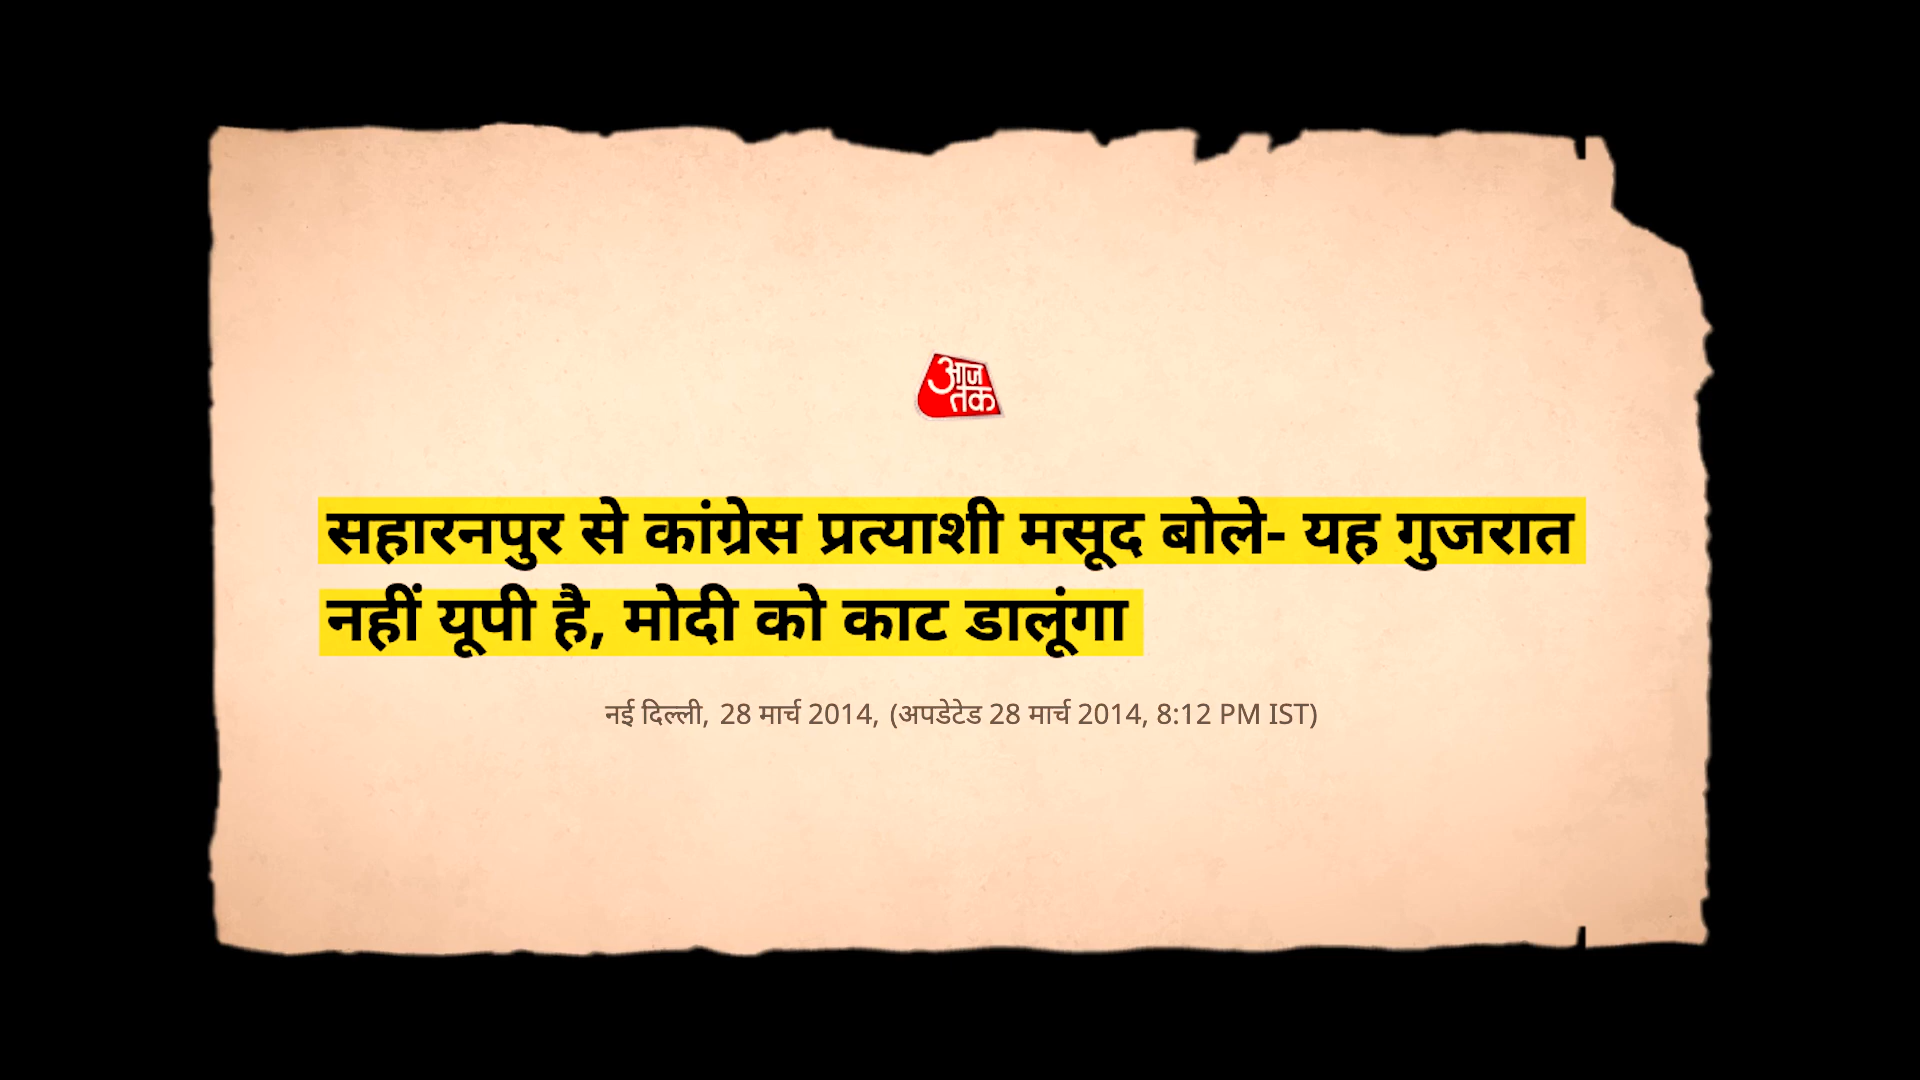 आज
तक
सहारनपुर से कांग्रेस प्रत्याशी मसूद बोले- यह गुजरात
नहीं यूपी है, मोदी को काट डालूंगा
नई दिल्ली, 28 मार्च 2014, (अपडेटेड 28 मार्च 2014, 8:12 PM IST)